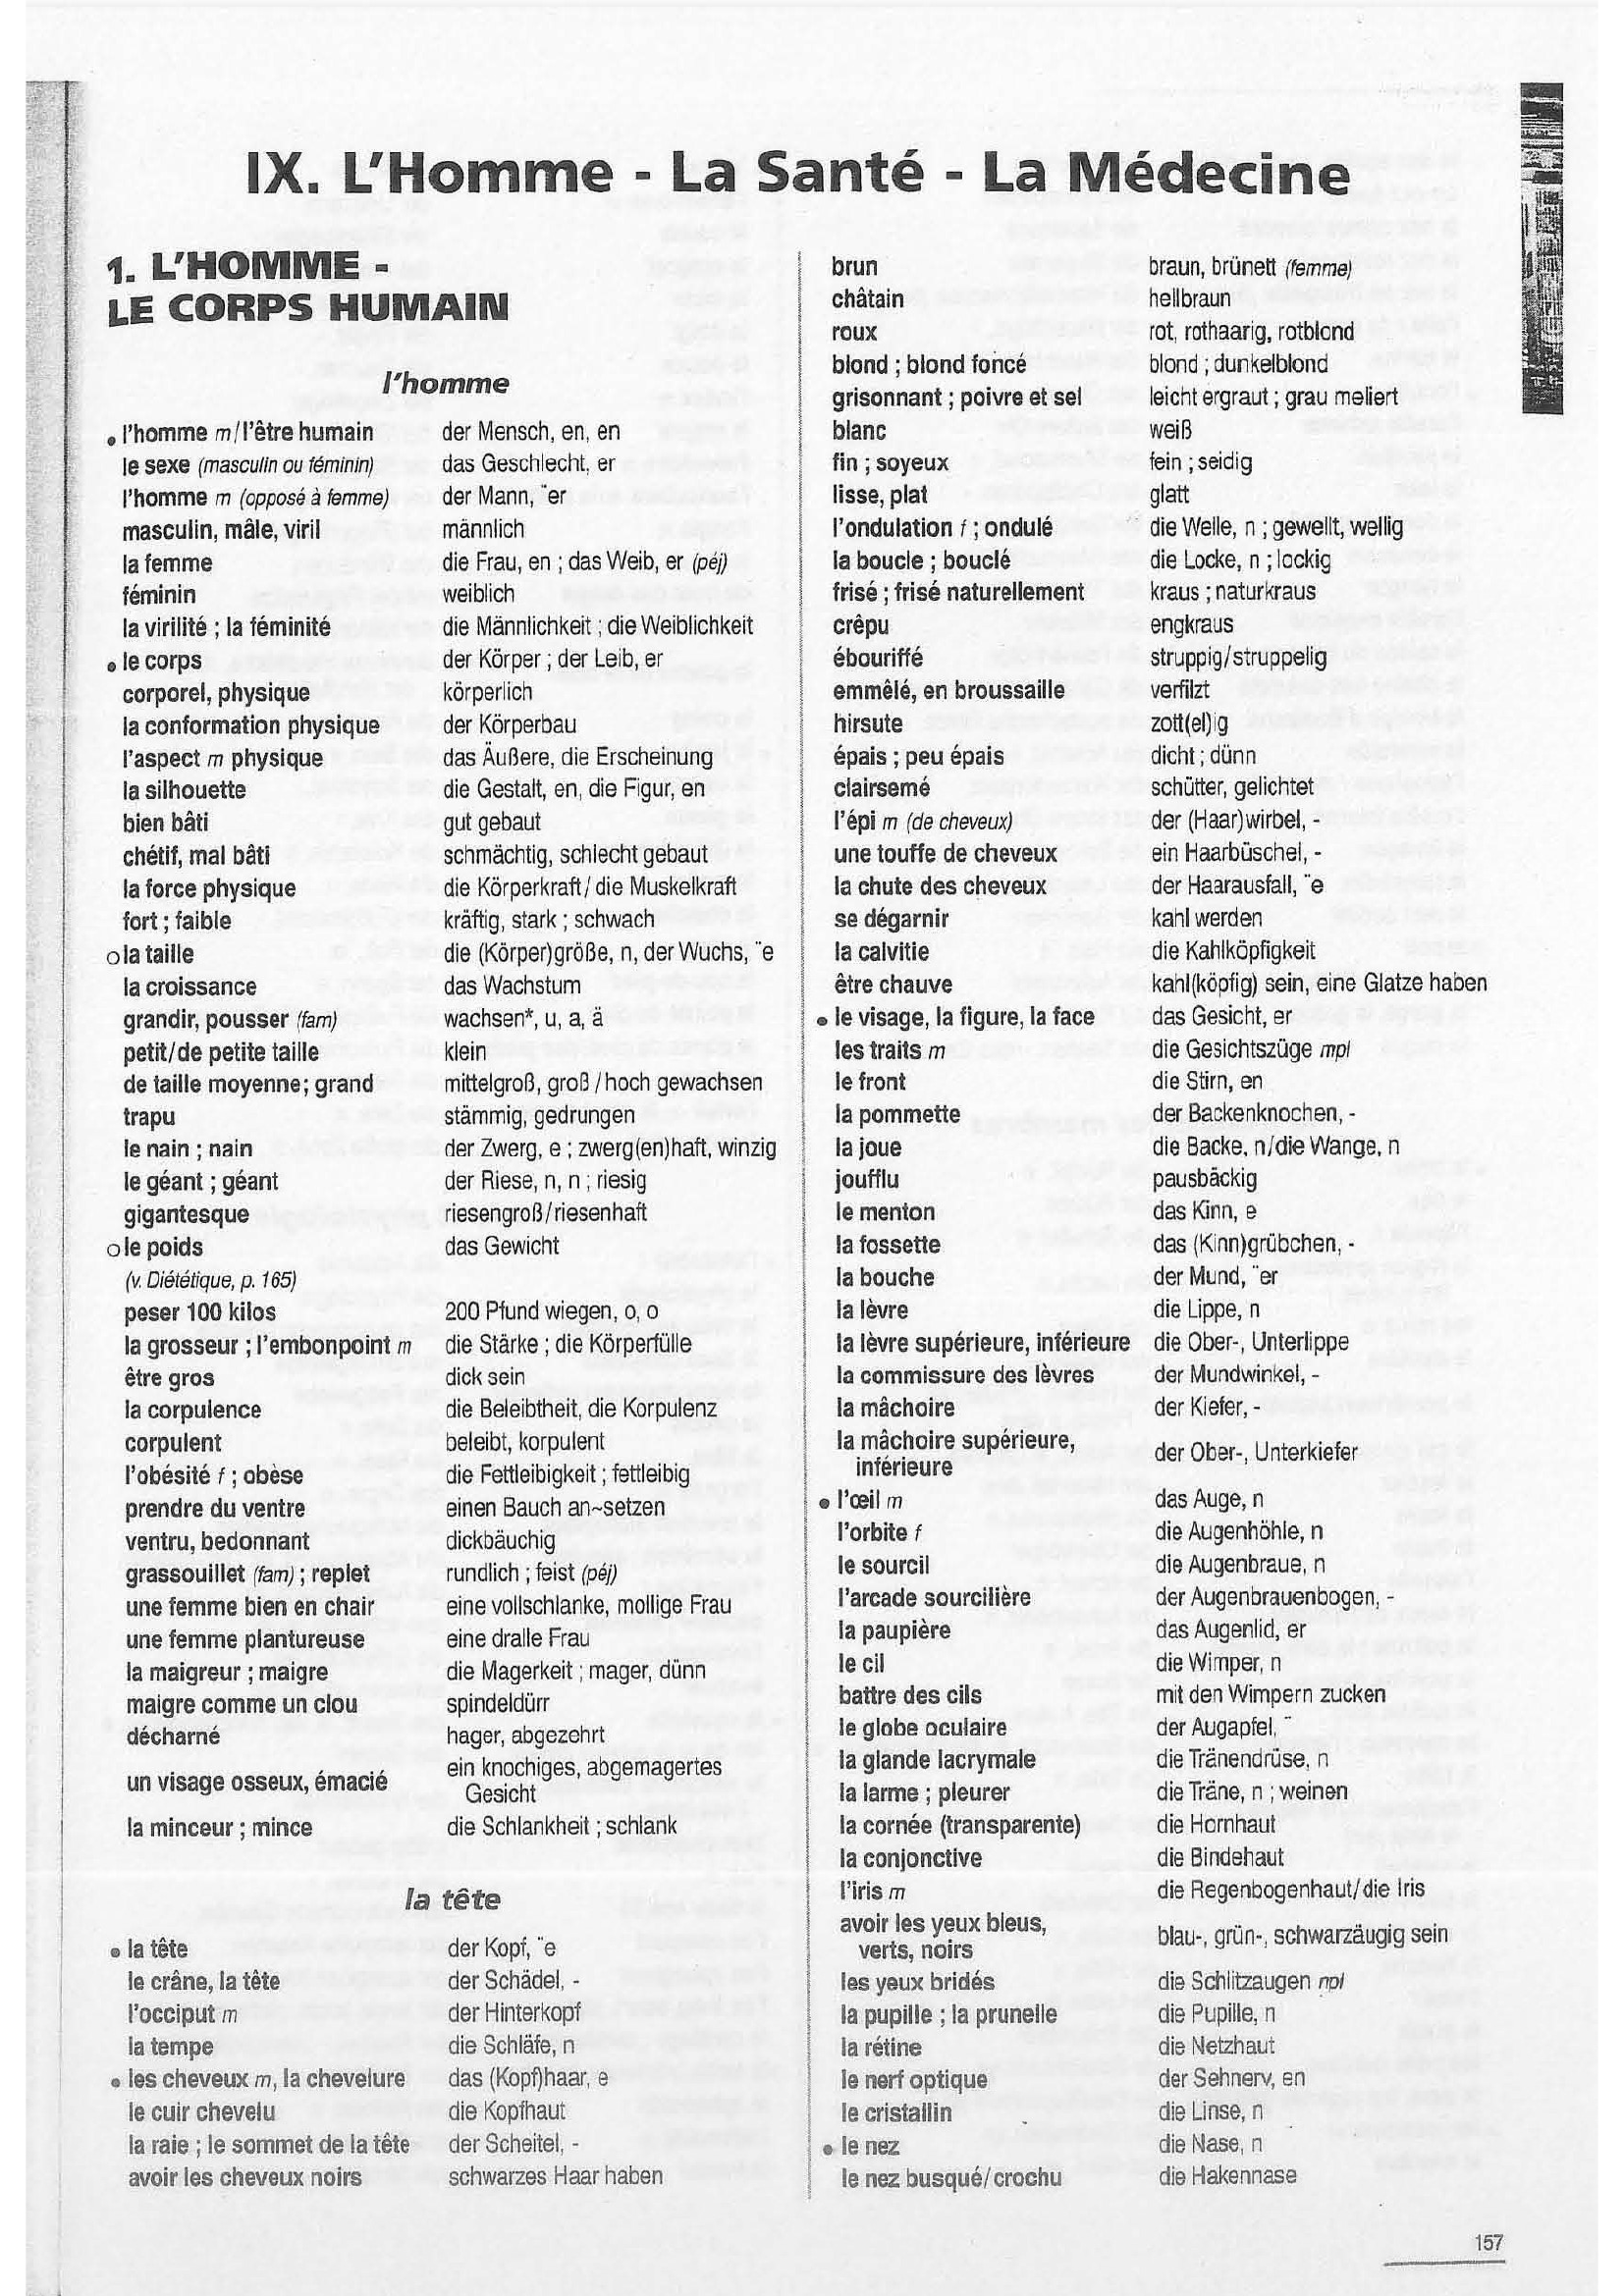 IX. L'Homme - La Santé - La Médecine
1. L'HOMME -
LE CORPS HUMAIN
l'homme
• l'homme m/l'être humain der Mensch, en, en
le sexe (masculin ou féminin) das Geschlecht, er
l'homme m (opposé à femme) der Mann, ¨er
masculin, mâle, viril männlich
la femme die Frau, en ; das Weib, er (péj)
féminin weiblich
la virilité ; la féminité die Männlichkeit ; die Weiblichkeit
• le corps der Körper ; der Leib, er
corporel, physique körperlich
la conformation physique der Körperbau
l'aspect m physique das Äußere, die Erscheinung
la silhouette die Gestalt, en, die Figur, en
bien bâti gut gebaut
chétif, mal bâti schmächtig, schlecht gebaut
la force physique die Körperkraft/die Muskelkraft
fort ; faible kräftig, stark ; schwach
o la taille die (Körper)größe, n, der Wuchs, ¨e
la croissance das Wachstum
grandir, pousser (fam) wachsen*, u, a, ä
petit/de petite taille klein
de taille moyenne; grand mittelgroß, groß/hoch gewachsen
trapu stämmig, gedrungen
le nain ; nain der Zwerg, e ; zwerg(en)haft, winzig
le géant ; géant der Riese, n, n ; riesig
gigantesque riesengroß/riesenhaft
o le poids das Gewicht
(v. Diététique, p. 165)
peser 100 kilos 200 Pfund wiegen, o, o
la grosseur ; l'embonpoint m die Stärke ; die Körperfülle
être gros dick sein
la corpulence die Beleibtheit, die Korpulenz
corpulent beleibt, korpulent
l'obésité f ; obèse die Fettleibigkeit ; fettleibig
prendre du ventre einen Bauch an~setzen
ventru, bedonnant dickbäuchig
grassouillet (fam) ; replet rundlich ; feist (péj)
une femme bien en chair eine vollschlanke, mollige Frau
une femme plantureuse eine dralle Frau
la maigreur ; maigre die Magerkeit ; mager, dünn
maigre comme un clou spindeldürr
décharné hager, abgezehrt
un visage osseux, émacié ein knochiges, abgemagertes
Gesicht
la minceur ; mince die Schlankheit ; schlank
la tête
• la tête der Kopf, ¨e
le crâne, la tête der Schädel, -
l'occiput m der Hinterkopf
la tempe die Schläfe, n
• les cheveux m, la chevelure das (Kopf)haar, e
le cuir chevelu die Kopfhaut
la raie ; le sommet de la tête der Scheitel, -
avoir les cheveux noirs schwarzes Haar haben
brun braun, brünett (femme)
châtain hellbraun
roux rot, rothaarig, rotblond
blond ; blond foncé blond ; dunkelblond
grisonnant ; poivre et sel leicht ergraut ; grau meliert
blanc weiß
fin ; soyeux fein ; seidig
lisse, plat glatt
l'ondulation f ; ondulé die Welle, n ; gewellt, wellig
la boucle ; bouclé die Locke, n ; lockig
frisé ; frisé naturellement kraus ; naturkraus
crêpu engkraus
ébouriffé struppig/struppelig
emmêlé, en broussaille verfilzt
hirsute zott(el)ig
épais ; peu épais dicht ; dünn
clairsemé schütter, gelichtet
l'épi m (de cheveux) der (Haar)wirbel, -
une touffe de cheveux ein Haarbüschel, -
la chute des cheveux der Haarausfall, ¨e
se dégarnir kahl werden
la calvitie die Kahlköpfigkeit
être chauve kahl(köpfig) sein, eine Glatze haben
• le visage, la figure, la face das Gesicht, er
les traits m die Gesichtszüge mpl
le front die Stirn, en
la pommette der Backenknochen, -
la joue die Backe, n/die Wange, n
joufflu pausbäckig
le menton das Kinn, e
la fossette das (Kinn)grübchen, -
la bouche der Mund, ¨er
la lèvre die Lippe, n
la lèvre supérieure, inférieure die Ober-, Unterlippe
la commissure des lèvres der Mundwinkel, -
la mâchoire der Kiefer, -
la mâchoire supérieure,
inférieure der Ober-, Unterkiefer
• l'œil m das Auge, n
l'orbite f die Augenhöhle, n
le sourcil die Augenbraue, n
l'arcade sourcilière der Augenbrauenbogen, -
la paupière das Augenlid, er
le cil die Wimper, n
battre des cils mit den Wimpern zucken
le globe oculaire der Augapfel, ¨
la glande lacrymale die Tränendrüse, n
la larme ; pleurer die Träne, n ; weinen
la cornée (transparente) die Hornhaut
la conjonctive die Bindehaut
l'iris m die Regenbogenhaut/die Iris
avoir les yeux bleus,
verts, noirs blau-, grün-, schwarzäugig sein
les yeux bridés die Schlitzaugen npl
la pupille ; la prunelle die Pupille, n
la rétine die Netzhaut
le nerf optique der Sehnerv, en
le cristallin die Linse, n
• le nez die Nase, n
le nez busqué/crochu die Hakennase
157